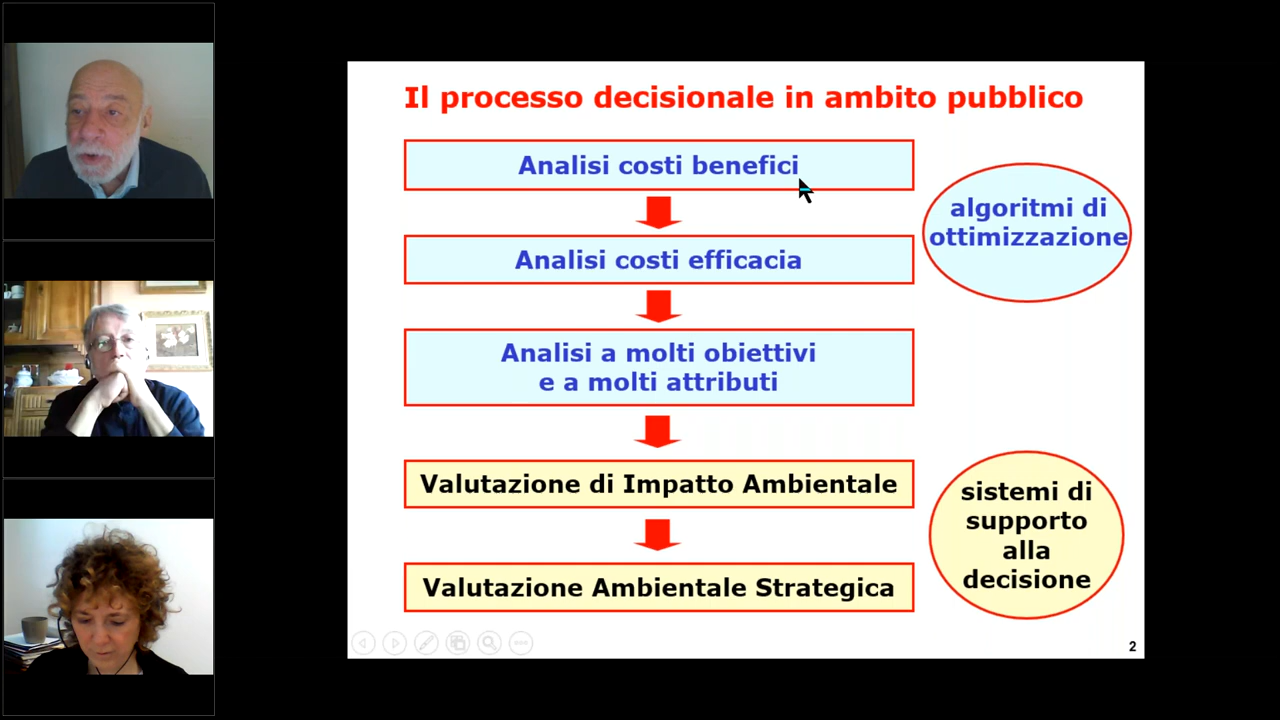 Il processo decisionale in ambito pubblico
Analisi costi benefici
algoritmi di
ottimizzazione
Analisi costi efficacia
Analisi a molti obiettivi
e a molti attributi
Valutazione di Impatto Ambientale
sistemi di
supporto
alla
decisione
Valutazione Ambientale Strategica
2